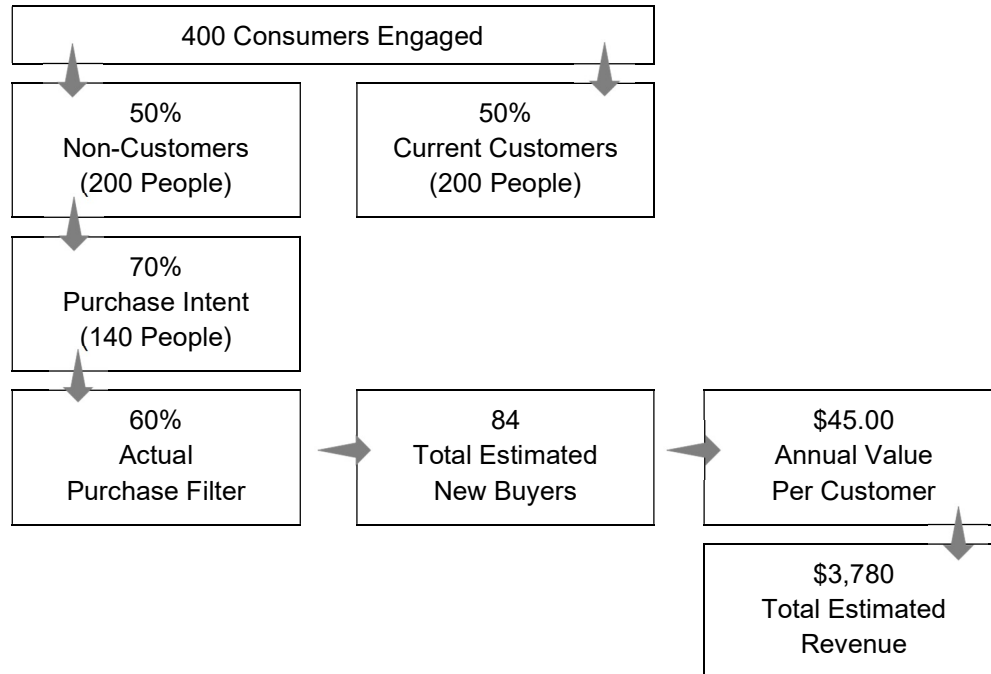 400 Consumers Engaged
50%
Non-Customers
(200 People)
50%
Current Customers
(200 People)
70%
Purchase Intent
(140 People)
60%
Actual
Purchase Filter
84
Total Estimated
New Buyers
$45.00
Annual Value
Per Customer
$3,780
Total Estimated
Revenue